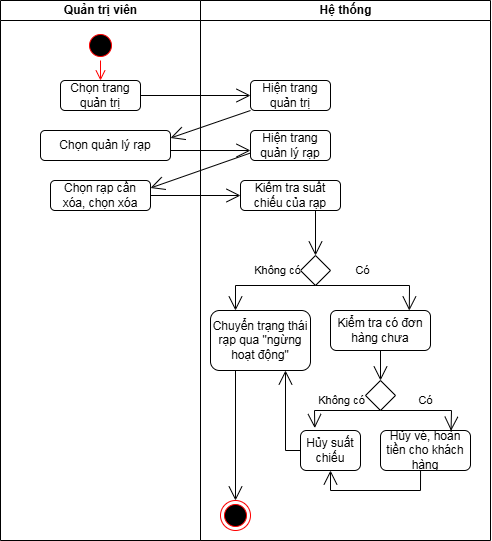 Quản trị viên
Hệ thống
Chọn trang
quản trị
Hiện trang
quản trị
Chọn quản lý rạp
Hiện trang
quản lý rạp
Chọn rạp cần
xóa, chọn xóa
Kiểm tra suất
chiếu của rạp
Không có
Có
Chuyển trạng thái
rạp qua "ngừng
hoạt động"
Kiểm tra có đơn
hàng chưa
Không có
Có
Hủy suất
chiếu
Hủy vé, hoàn
tiền cho khách
hàng